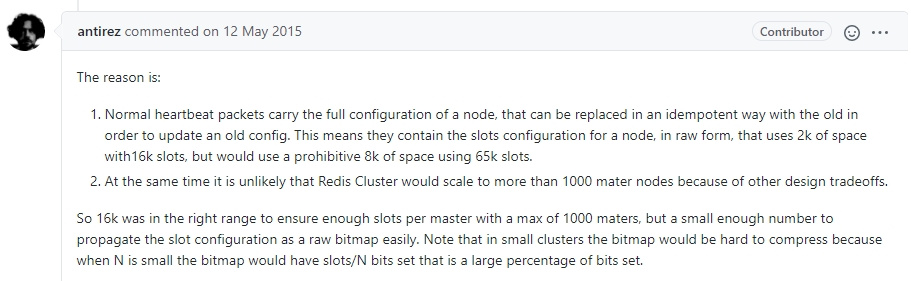 antirez commented on 12 May 2015
Contributor
The reason is:
1. Normal heartbeat packets carry the full configuration of a node, that can be replaced in an idempotent way with the old in
order to update an old config. This means they contain the slots configuration for a node, in raw form, that uses 2k of space
with16k slots, but would use a prohibitive 8k of space using 65k slots.
2. At the same time it is unlikely that Redis Cluster would scale to more than 1000 mater nodes because of other design tradeoffs.
So 16k was in the right range to ensure enough slots per master with a max of 1000 maters, but a small enough number to
propagate the slot configuration as a raw bitmap easily. Note that in small clusters the bitmap would be hard to compress because
when N is small the bitmap would have slots/N bits set that is a large percentage of bits set.